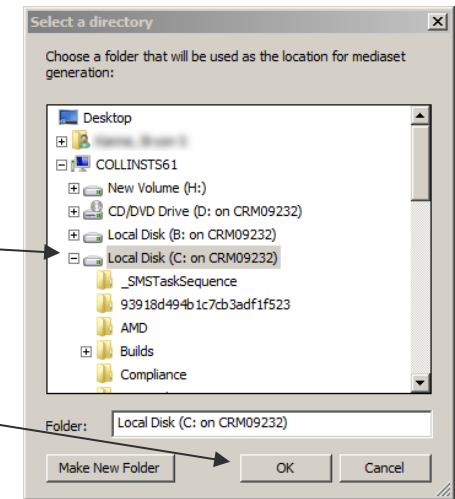 Select a directory
Choose a folder that will be used as the location for mediaset
generation:
Desktop
COLLINSTS61
New Volume (H:)
CD/DVD Drive (D: on CRM09232)
Local Disk (B: on CRM09232)
Local Disk (C: on CRM09232)
_SMSTaskSequence
93918d494b1c7cb3adf1f523
AMD
Builds
Compliance
Folder:
Local Disk (C: on CRM09232)
Make New Folder
OK
Cancel